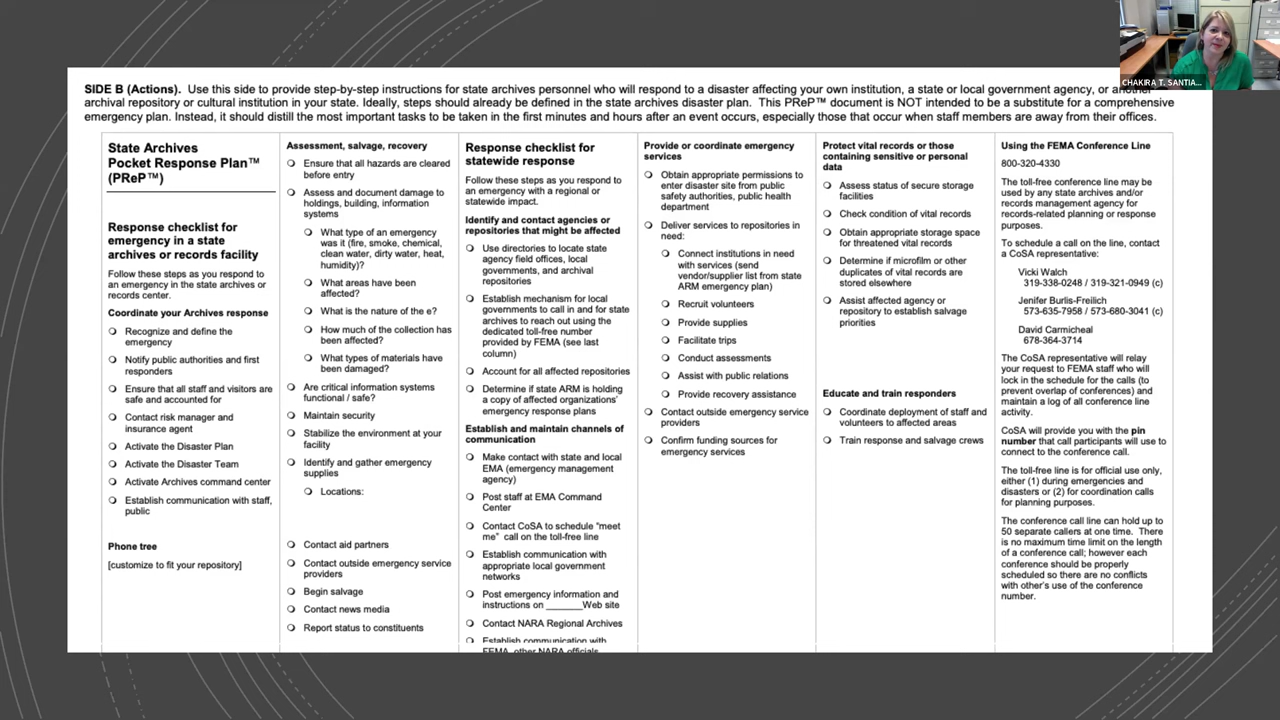 CHAKIRA T. SANTIA...
SIDE B (Actions). Use this side to provide step-by-step instructions for state archives personnel who will respond to a disaster affecting your own institution, a state or local government agency, or another
archival repository or cultural institution in your state. Ideally, steps should already be defined in the state archives disaster plan. This PReP™ document is NOT intended to be a substitute for a comprehensive
emergency plan. Instead, it should distill the most important tasks to be taken in the first minutes and hours after an event occurs, especially those that occur when staff members are away from their offices.
State Archives
Pocket Response Plan™
(PReP™)
Response checklist for
emergency in a state
archives or records facility
Follow these steps as you respond to
an emergency in the state archives or
records center.
Coordinate your Archives response
Recognize and define the
emergency
Notify public authorities and first
responders
Ensure that all staff and visitors are
safe and accounted for
Contact risk manager and
insurance agent
Activate the Disaster Plan
Activate the Disaster Team
Activate Archives command center
Establish communication with staff,
public
Phone tree
[customize to fit your repository]
Assessment, salvage, recovery
Ensure that all hazards are cleared
before entry
Assess and document damage to
holdings, building, information
systems
What type of an emergency
was it (fire, smoke, chemical,
clean water, dirty water, heat,
humidity)?
What areas have been
affected?
What is the nature of the e?
How much of the collection has
been affected?
What types of materials have
been damaged?
Are critical information systems
functional / safe?
Maintain security
Stabilize the environment at your
facility
Identify and gather emergency
supplies
Locations:
Contact aid partners
Contact outside emergency service
providers
Begin salvage
Contact news media
Report status to constituents
Response checklist for
statewide response
Follow these steps as you respond to
an emergency with a regional or
statewide impact.
Identify and contact agencies or
repositories that might be affected
Use directories to locate state
agency field offices, local
governments, and archival
repositories
Establish mechanism for local
governments to call in and for state
archives to reach out using the
dedicated toll-free number
provided by FEMA (see last
column)
Account for all affected repositories
Determine if state ARM is holding
a copy of affected organizations'
emergency response plans
Establish and maintain channels of
communication
Make contact with state and local
EMA (emergency management
agency)
Post staff at EMA Command
Center
Contact CoSA to schedule "meet
me" call on the toll-free line
Establish communication with
appropriate local government
networks
Post emergency information and
instructions on _______Web site
Contact NARA Regional Archives
Establish communication with
FEMA, other NARA officials
Provide or coordinate emergency
services
Obtain appropriate permissions to
enter disaster site from public
safety authorities, public health
department
Deliver services to repositories in
need:
Connect institutions in need
with services (send
vendor/supplier list from state
ARM emergency plan)
Recruit volunteers
Provide supplies
Facilitate trips
Conduct assessments
Assist with public relations
Provide recovery assistance
Contact outside emergency service
providers
Confirm funding sources for
emergency services
Protect vital records or those
containing sensitive or personal
data
Assess status of secure storage
facilities
Check condition of vital records
Obtain appropriate storage space
for threatened vital records
Determine if microfilm or other
duplicates of vital records are
stored elsewhere
Assist affected agency or
repository to establish salvage
priorities
Educate and train responders
Coordinate deployment of staff and
volunteers to affected areas
Train response and salvage crews
Using the FEMA Conference Line
800-320-4330
The toll-free conference line may be
used by any state archives and/or
records management agency for
records-related planning or response
purposes.
To schedule a call on the line, contact
a CoSA representative:
Vicki Walch
319-338-0248 / 319-321-0949 (c)
Jenifer Burlis-Freilich
573-635-7958 / 573-680-3041 (c)
David Carmicheal
678-364-3714
The CoSA representative will relay
your request to FEMA staff who will
lock in the schedule for the calls (to
prevent overlap of conferences) and
maintain a log of all conference line
activity.
CoSA will provide you with the pin
number that call participants will use to
connect to the conference call.
The toll-free line is for official use only,
either (1) during emergencies and
disasters or (2) for coordination calls
for planning purposes.
The conference call line can hold up to
50 separate callers at one time. There
is no maximum time limit on the length
of a conference call; however each
conference should be properly
scheduled so there are no conflicts
with other's use of the conference
number.